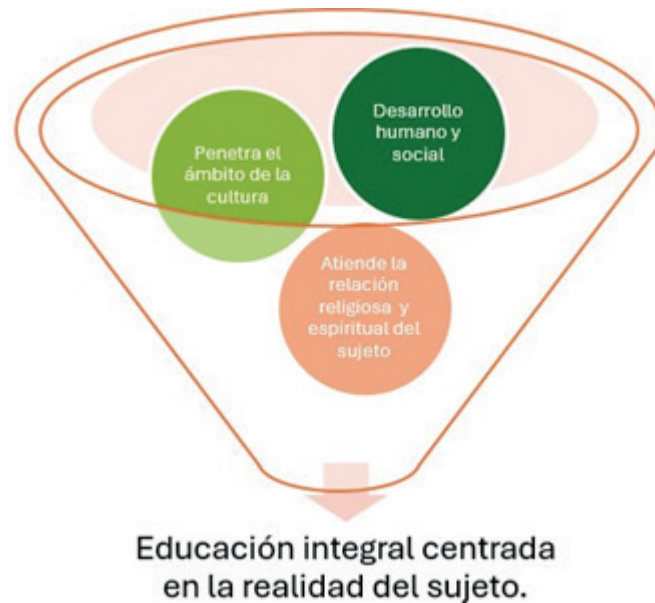 Desarrollo
humano y
social
Penetra el
ámbito de la
cultura
Atiende la
relación
religiosa y
espiritual del
sujeto
Educación integral centrada
en la realidad del sujeto.